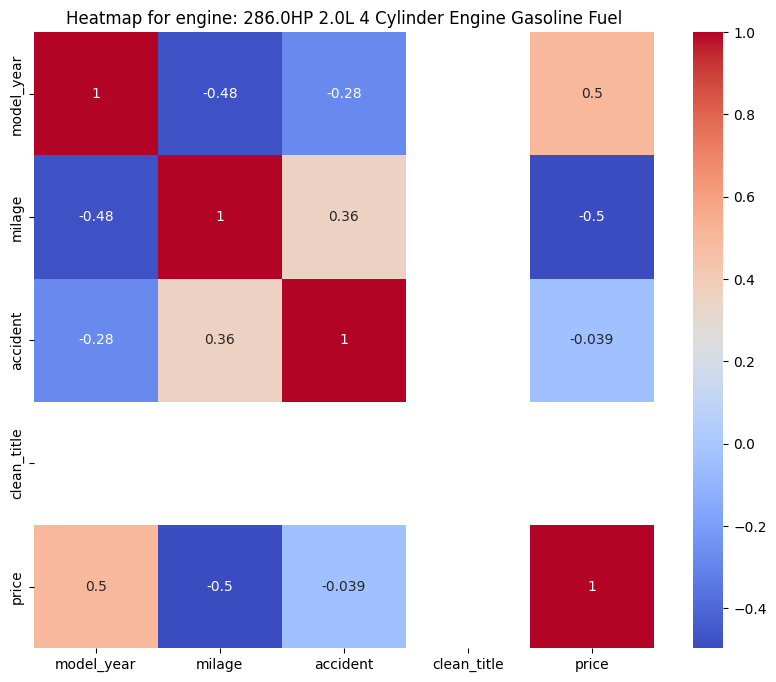 Heatmap for engine: 286.0HP 2.0L 4 Cylinder Engine Gasoline Fuel
model_year
1
-0.48
-0.28
0.5
milage
-0.48
1
0.36
-0.5
accident
-0.28
0.36
1
-0.039
clean_title
price
0.5
-0.5
-0.039
1
model_year
milage
accident
clean_title
price
1.0
0.8
0.6
0.4
0.2
0.0
−0.2
−0.4